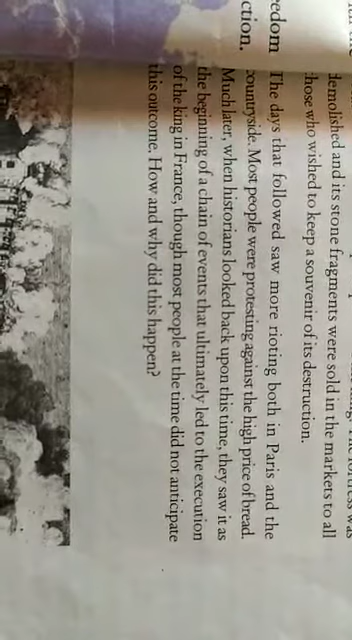 demolished and its stone fragments were sold in the markets to all
those who wished to keep a souvenir of its destruction.
The days that followed saw more rioting both in Paris and the
countryside. Most people were protesting against the high price of bread.
Much later, when historians looked back upon this time, they saw it as
the beginning of a chain of events that ultimately led to the execution
of the king in France, though most people at the time did not anticipate
this outcome. How and why did this happen?
edom
ction.